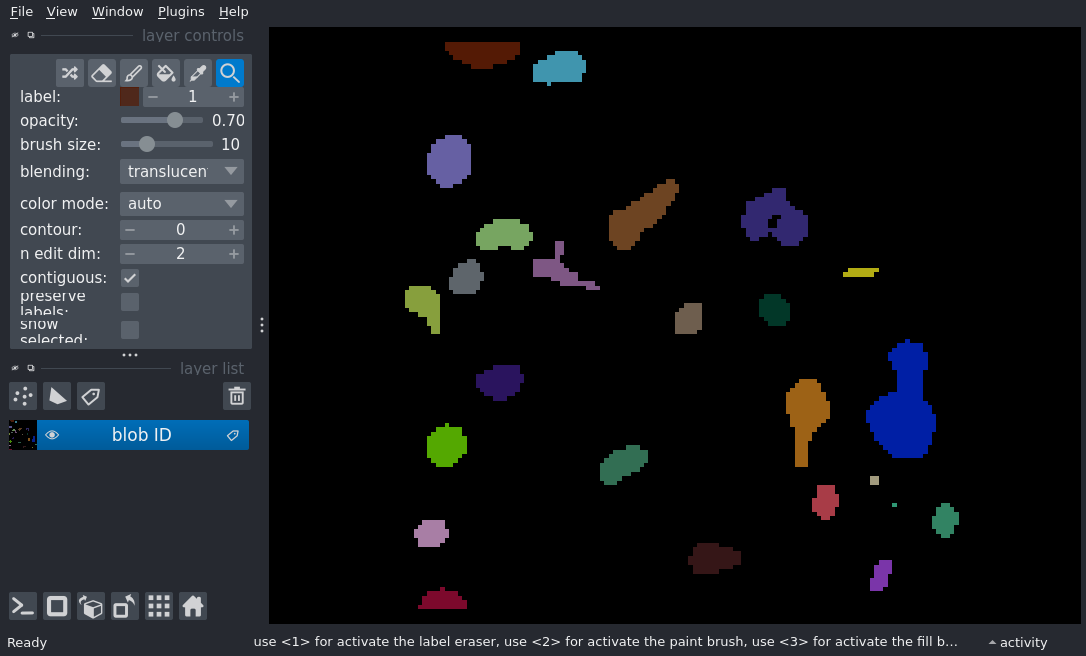 File View Window Plugins Help
layer controls
label: 1
opacity: 0.70
brush size: 10
blending: translucen
color mode: auto
contour: 0
n edit dim: 2
contiguous:
preserve
labels:
show
selected:
layer list
blob ID
Ready use <1> for activate the label eraser, use <2> for activate the paint brush, use <3> for activate the fill b... activity